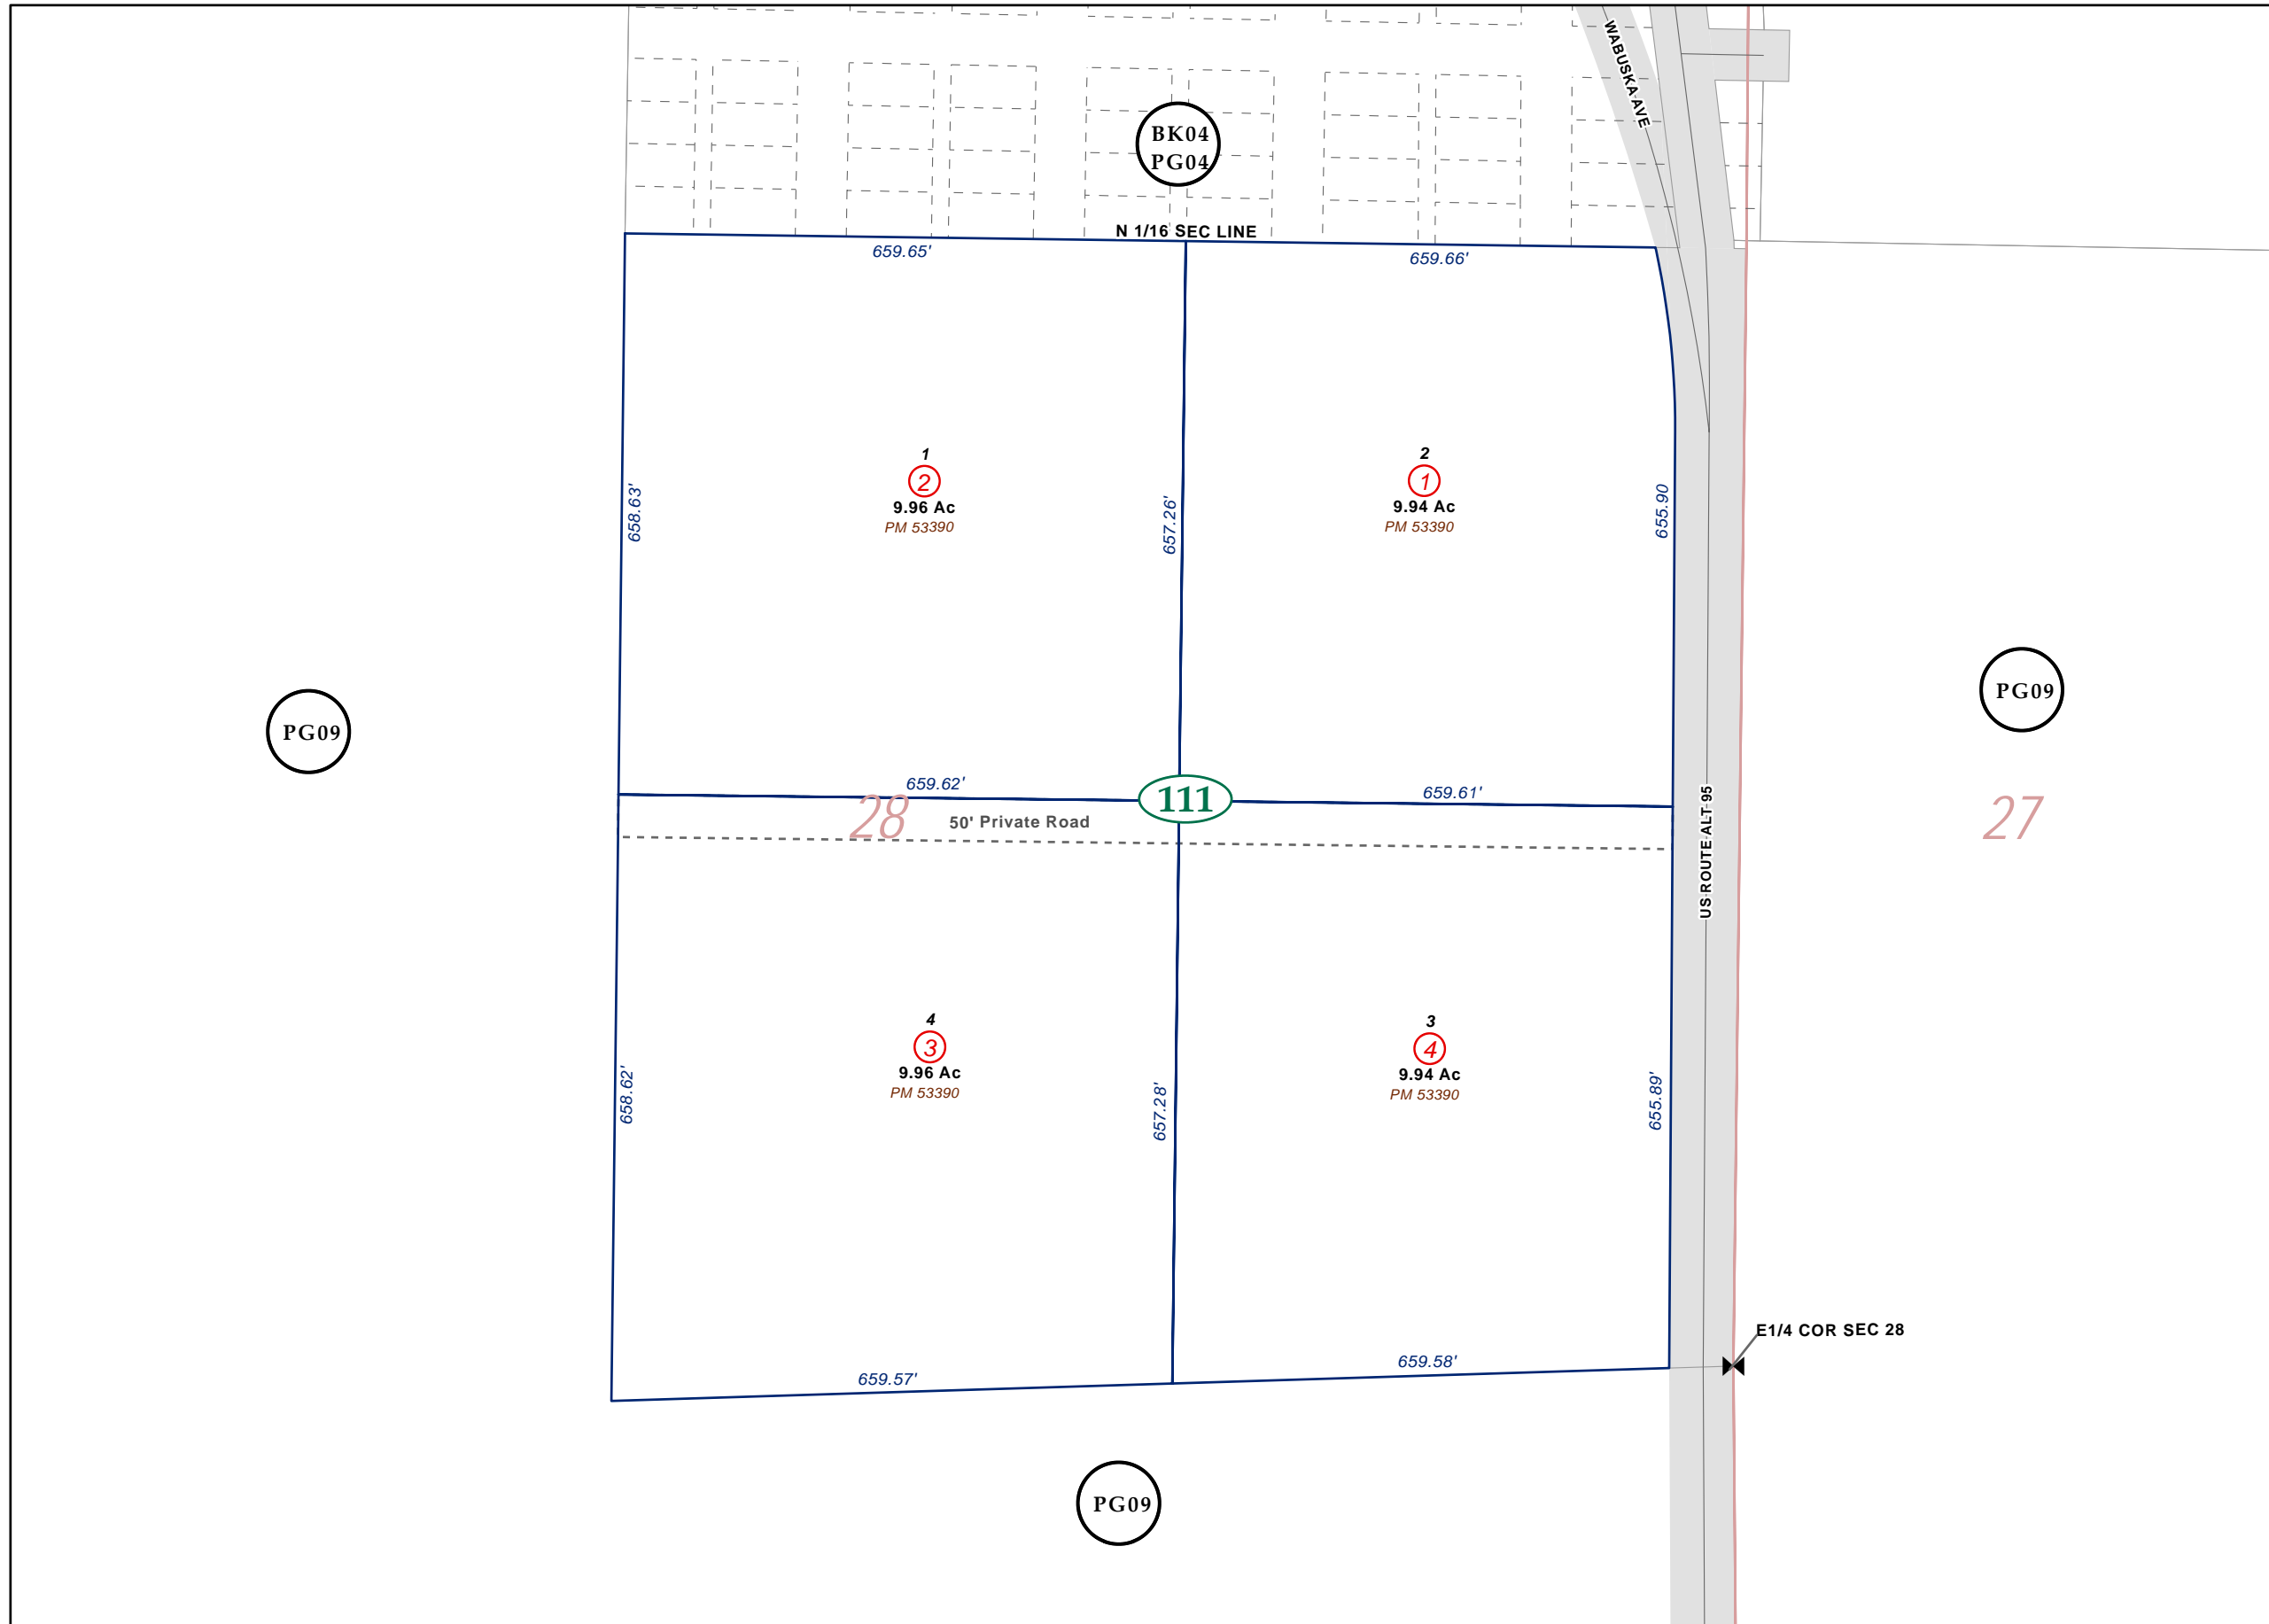 WABUSKA AVE
BK04
PG04
N 1/16 SEC LINE
659.65'
659.66'
1
2
9.96 Ac
PM 53390
2
1
9.94 Ac
PM 53390
658.63'
657.26'
655.90
PG09
PG09
659.62'
111
659.61'
28
50' Private Road
US ROUTE ALT 95
27
4
3
9.96 Ac
PM 53390
3
4
9.94 Ac
PM 53390
658.62'
657.28'
655.89'
E1/4 COR SEC 28
659.57'
659.58'
PG09